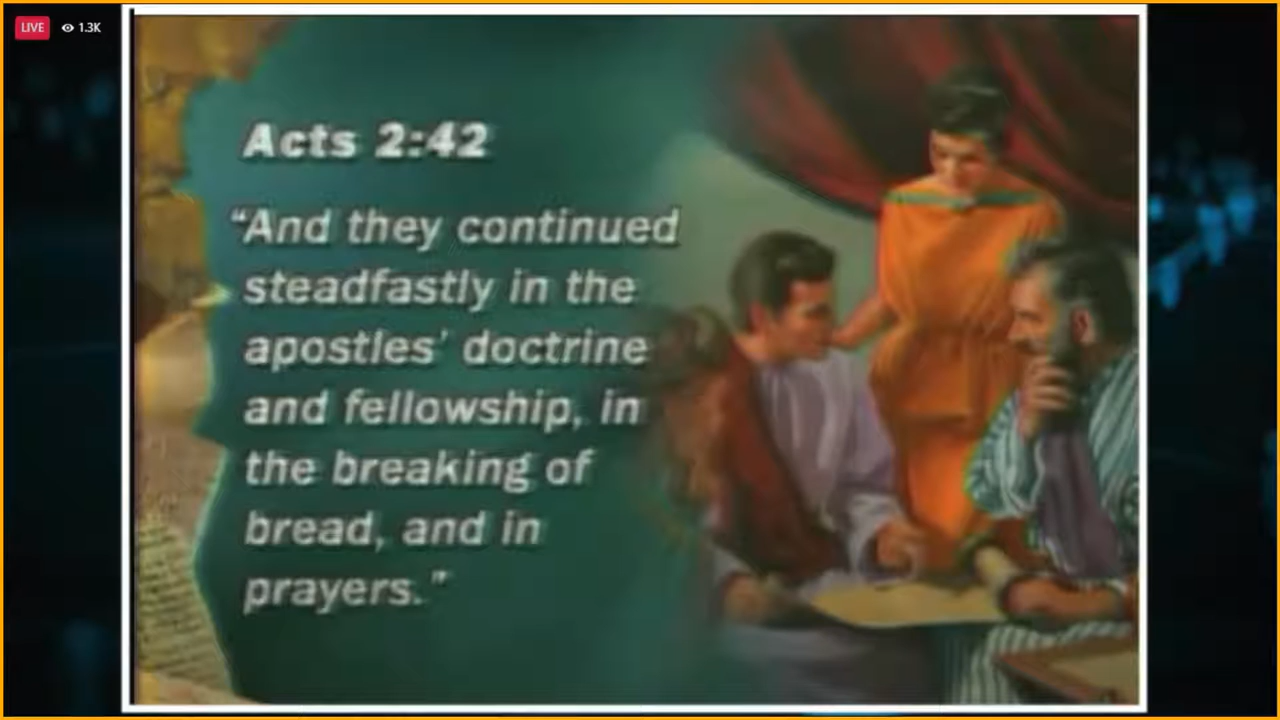 LIVE 1.3K
Acts 2:42
“And they continued
steadfastly in the
apostles’ doctrine
and fellowship, in
the breaking of
bread, and in
prayers.”